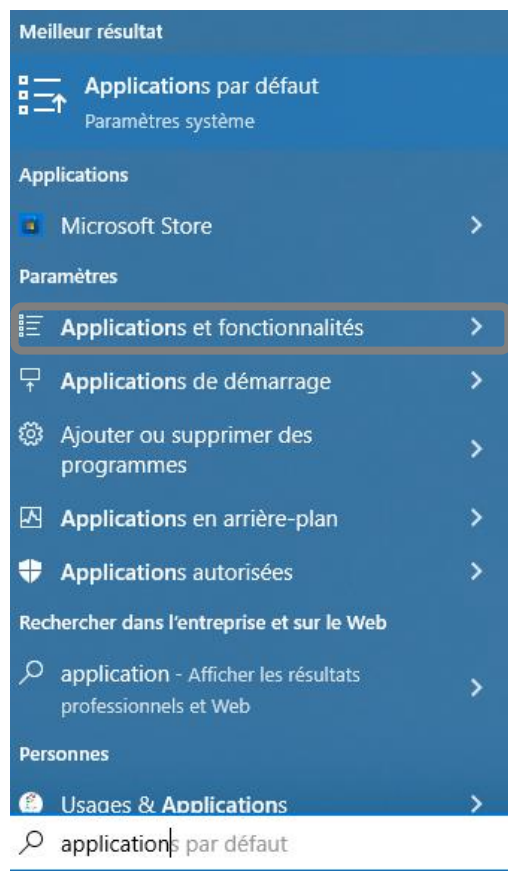 Meilleur résultat
Applications par défaut
Paramètres système
Applications
Microsoft Store
Paramètres
Applications et fonctionnalités
Applications de démarrage
Ajouter ou supprimer des
programmes
Applications en arrière-plan
Applications autorisées
Rechercher dans l'entreprise et sur le Web
application - Afficher les résultats
professionnels et Web
Personnes
Usages & Applications
applications par défaut